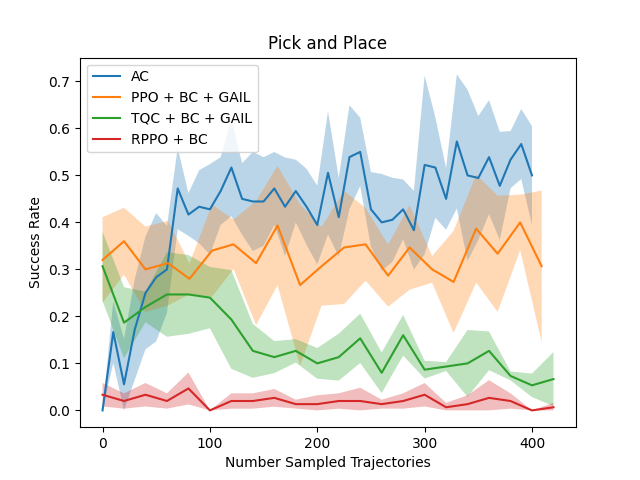 Pick and Place
AC
PPO + BC + GAIL
TQC + BC + GAIL
RPPO + BC
Success Rate
0.7
0.6
0.5
0.4
0.3
0.2
0.1
0.0
0 100 200 300 400
Number Sampled Trajectories